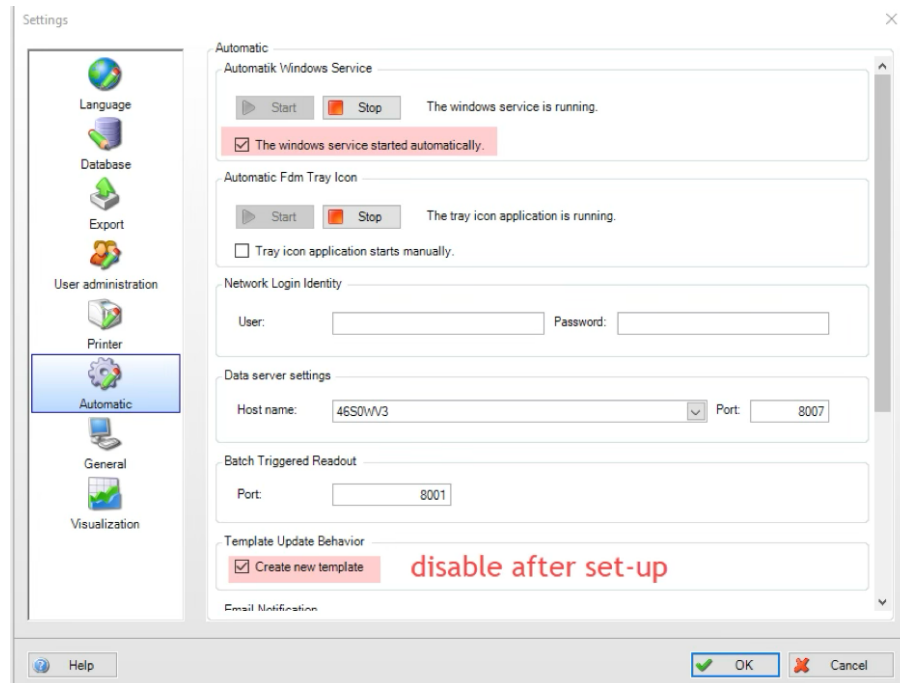 Settings
Language
Database
Export
User administration
Printer
Automatic
General
Visualization
Automatic
Automatik Windows Service
Start
Stop
The windows service is running.
The windows service started automatically.
Automatic Fdm Tray Icon
Start
Stop
The tray icon application is running.
Tray icon application starts manually.
Network Login Identity
User:
Password:
Data server settings
Host name:
46S0WV3
Port:
8007
Batch Triggered Readout
Port:
8001
Template Update Behavior
Create new template
disable after set-up
Email Notification
Help
OK
Cancel